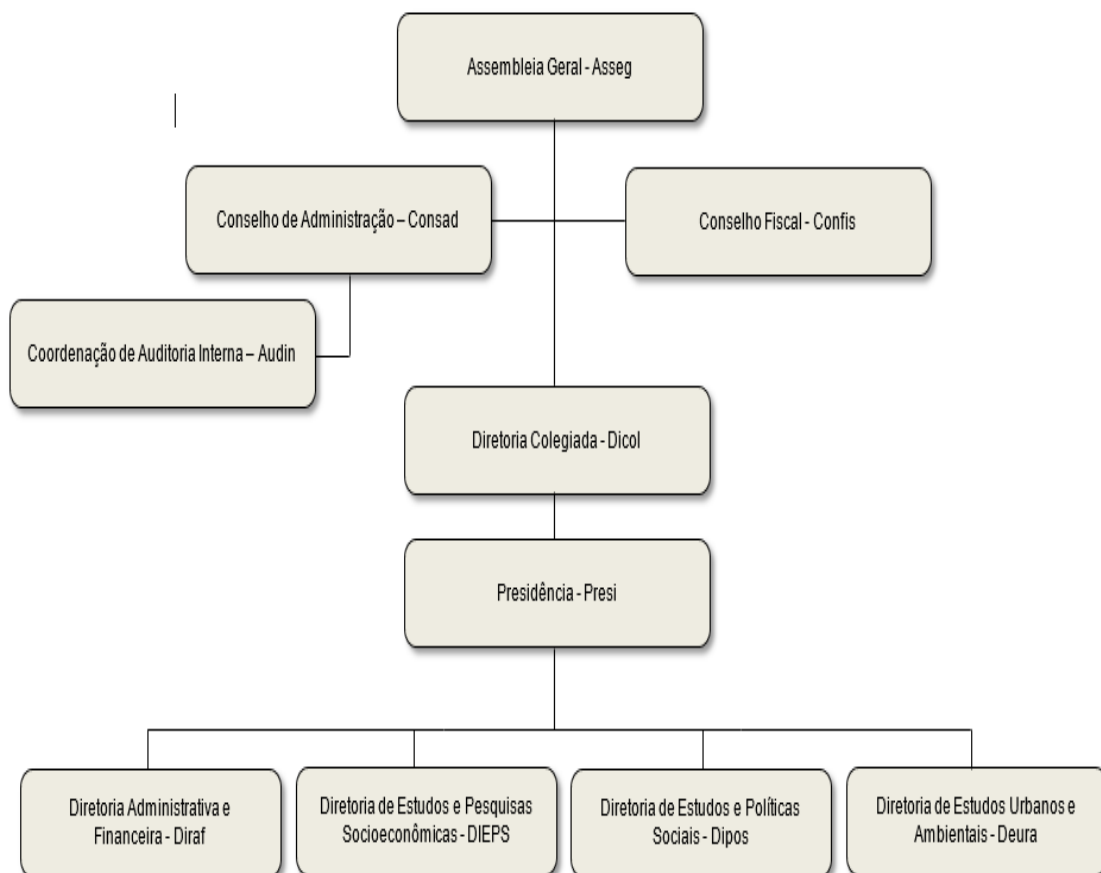 Assembleia Geral - Asseg
Conselho de Administração – Consad
Conselho Fiscal - Confis
Coordenação de Auditoria Interna – Audin
Diretoria Colegiada - Dicol
Presidência - Presi
Diretoria Administrativa e
Financeira - Diraf
Diretoria de Estudos e Pesquisas
Socioeconômicas - DIEPS
Diretoria de Estudos e Políticas
Sociais - Dipos
Diretoria de Estudos Urbanos e
Ambientais - Deura